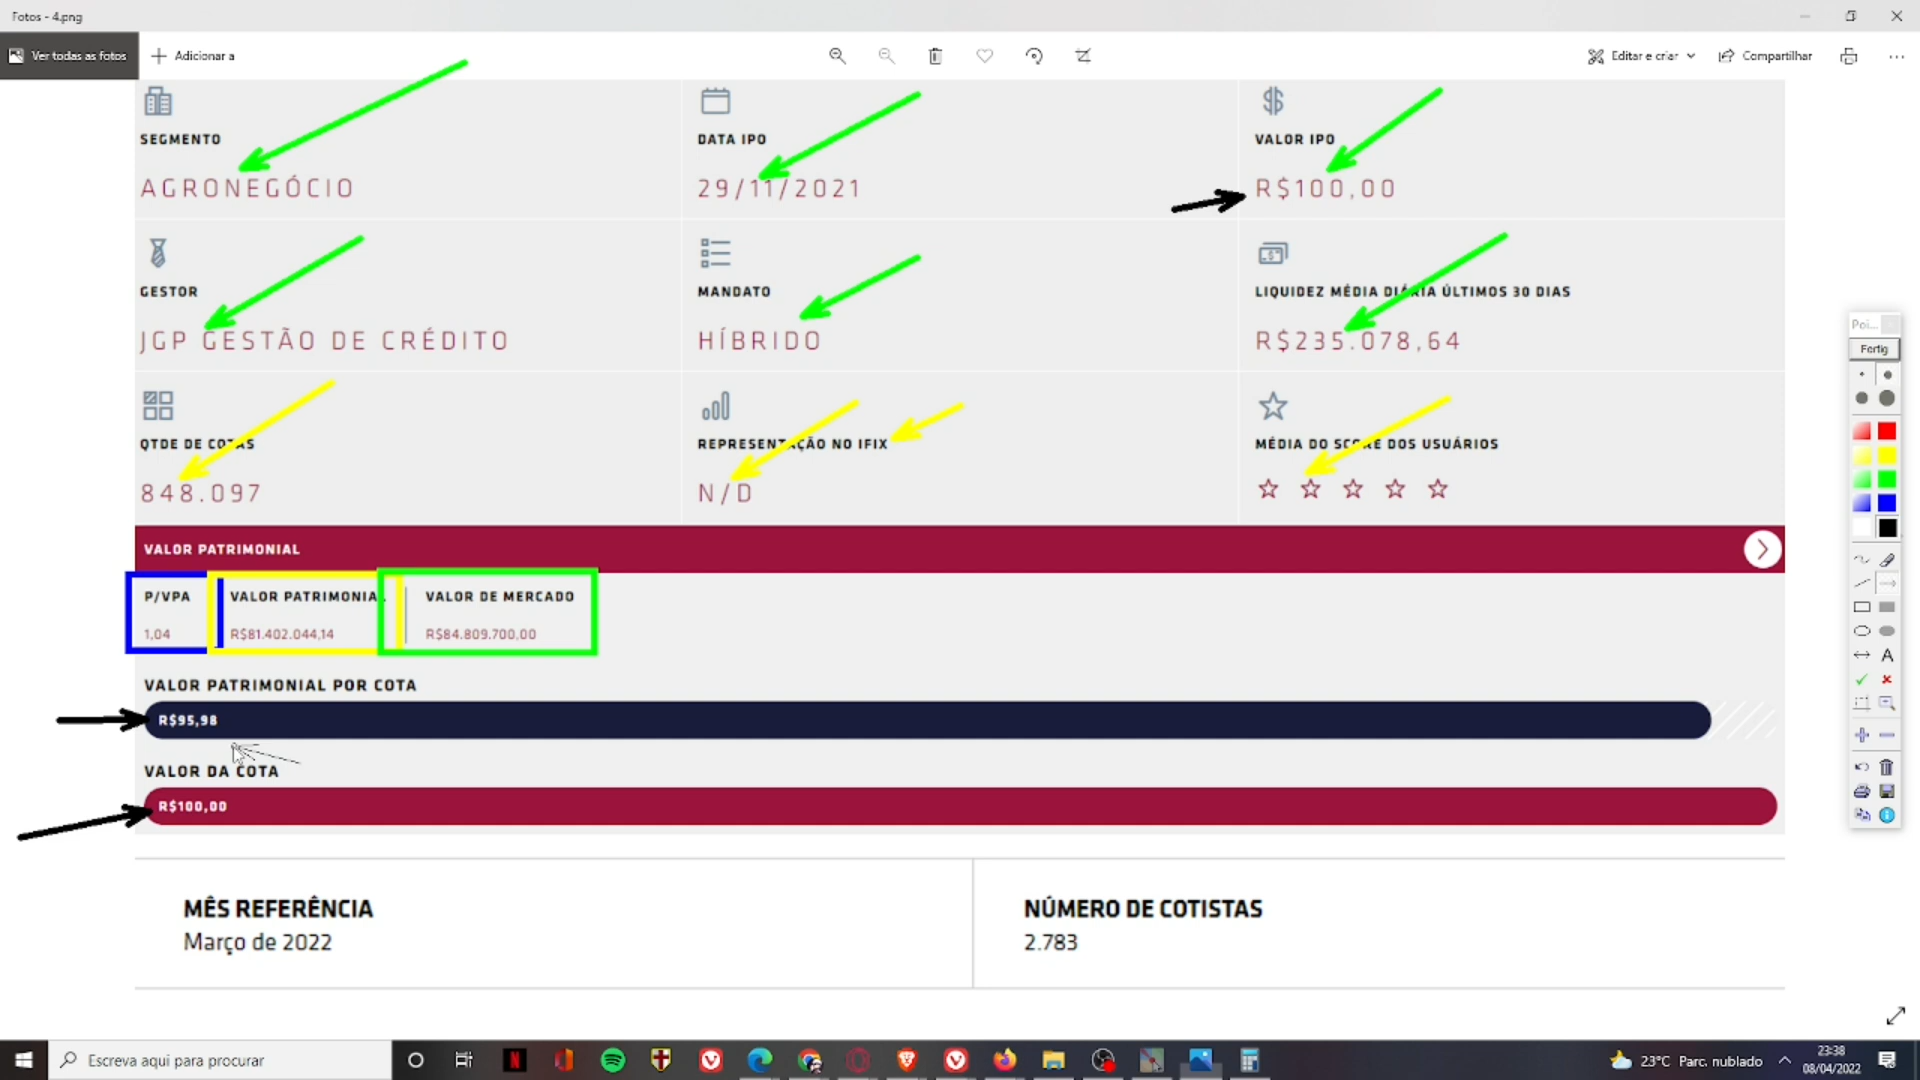 Fotos - 4.png
Ver todas as fotos
Adicionar a
Editar e criar
Compartilhar
SEGMENTO
DATA IPO
VALOR IPO
AGRONEGÓCIO
29/11/2021
R$100,00
GESTOR
MANDATO
LIQUIDEZ MÉDIA DIÁRIA ÚLTIMOS 30 DIAS
JGP GESTÃO DE CRÉDITO
HÍBRIDO
R$235.078,64
QTDE DE COTAS
REPRESENTAÇÃO NO IFIX
MÉDIA DO SCORE DOS USUÁRIOS
848.097
N/D
VALOR PATRIMONIAL
P/VPA
VALOR PATRIMONIAL
VALOR DE MERCADO
1,04
R$81.402.044,14
R$84.809.700,00
VALOR PATRIMONIAL POR COTA
R$95,98
VALOR DA COTA
R$100,00
MÊS REFERÊNCIA
Março de 2022
NÚMERO DE COTISTAS
2.783
Poi...
Fertig
A
Escreva aqui para procurar
23°C Parc. nublado
23:38
08/04/2022